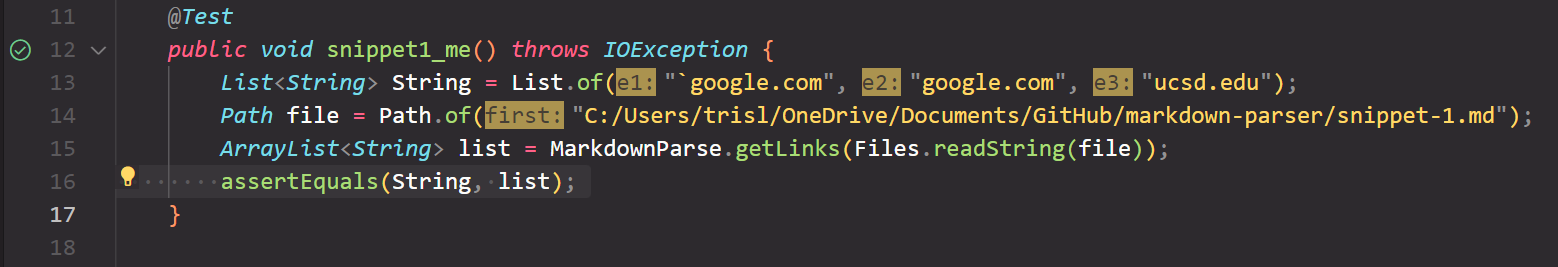 11 @Test
12 public void snippet1_me() throws IOException {
13 List<String> String = List.of(e1: "`google.com", e2: "google.com", e3: "ucsd.edu");
14 Path file = Path.of(first: "C:/Users/trisl/OneDrive/Documents/GitHub/markdown-parser/snippet-1.md");
15 ArrayList<String> list = MarkdownParse.getLinks(Files.readString(file));
16 assertEquals(String, list);
17 }
18